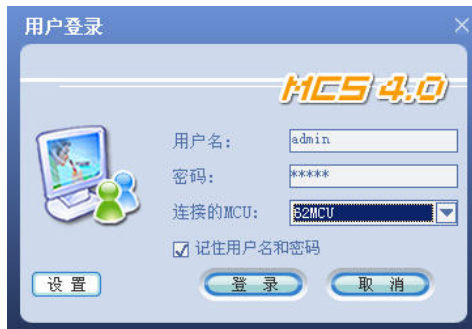 用户登录
MCS 4.0
用户名: admin
密码: *****
连接的MCU: 62MCU
记住用户名和密码
设置 登录 取消